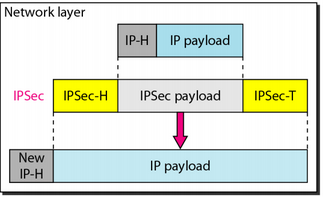 Network layer
IP-H IP payload
IPSec IPSec-H IPSec payload IPSec-T
New
IP-H IP payload